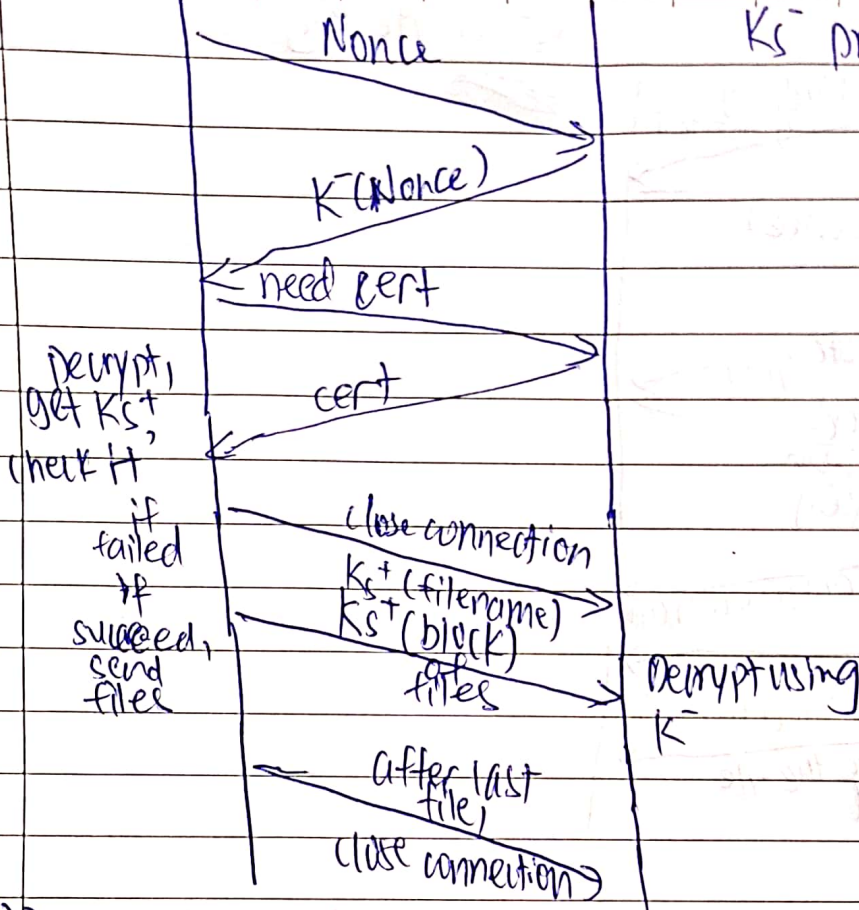 Nonce
Ks⁻ pr
K⁻(Nonce)
need cert
Decrypt,
get Ks⁺,
check it
cert
if
failed
close connection
if
succeed,
send
files
Ks⁺(filename)
Ks⁺(block)
of
files
Decrypt using
K⁻
after last
file,
close connection